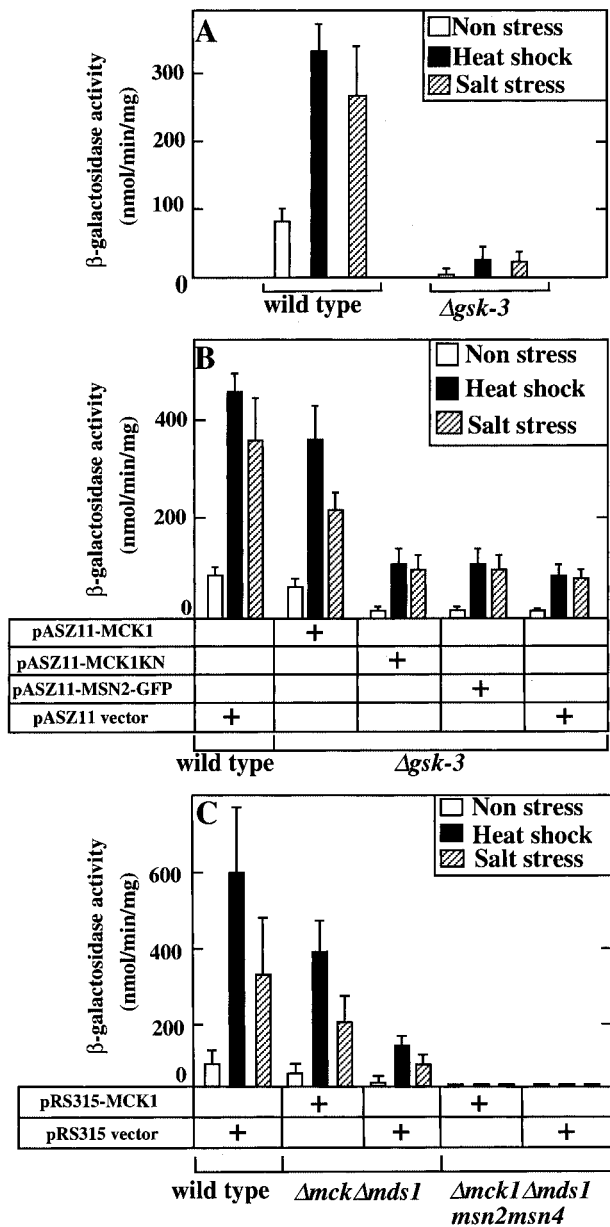 A
Non stress
Heat shock
Salt stress
β-galactosidase activity
(nmol/min/mg)
300
200
100
0
wild type
Δgsk-3
B
Non stress
Heat shock
Salt stress
β-galactosidase activity
(nmol/min/mg)
400
200
0
pASZ11-MCK1
+
pASZ11-MCK1KN
+
pASZ11-MSN2-GFP
+
pASZ11 vector
+
+
wild type
Δgsk-3
C
Non stress
Heat shock
Salt stress
β-galactosidase activity
(nmol/min/mg)
600
400
200
0
pRS315-MCK1
+
+
pRS315 vector
+
+
+
wild type
ΔmckΔmds1
Δmck1Δmds1
msn2msn4